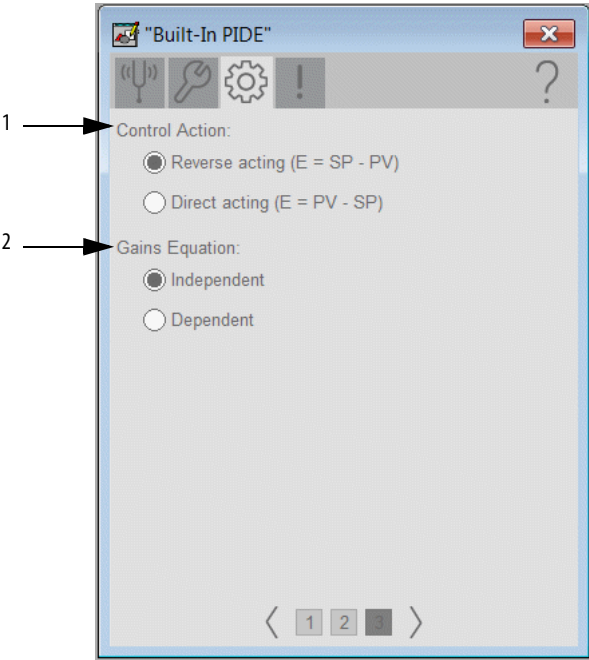 "Built-In PIDE"
?
!
1
Control Action:
Reverse acting (E = SP - PV)
Direct acting (E = PV - SP)
2
Gains Equation:
Independent
Dependent
1 2 3